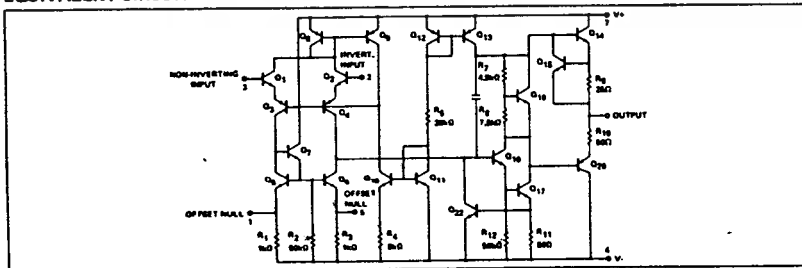 V+
7
Q8
Q9
Q12
Q13
Q14
INVERT.
INPUT
NON-INVERTING
INPUT
3
Q1
Q2
2
R7
4.5kΩ
Q15
R9
25Ω
Q3
Q4
R5
39kΩ
R8
7.5kΩ
Q18
OUTPUT
R10
50Ω
Q7
Q16
Q20
Q5
Q6
Q10
Q11
Q17
OFFSET
NULL
5
OFFSET NULL
1
Q22
R1
1kΩ
R2
50kΩ
R3
1kΩ
R4
5kΩ
R12
50kΩ
R11
50Ω
4
V-